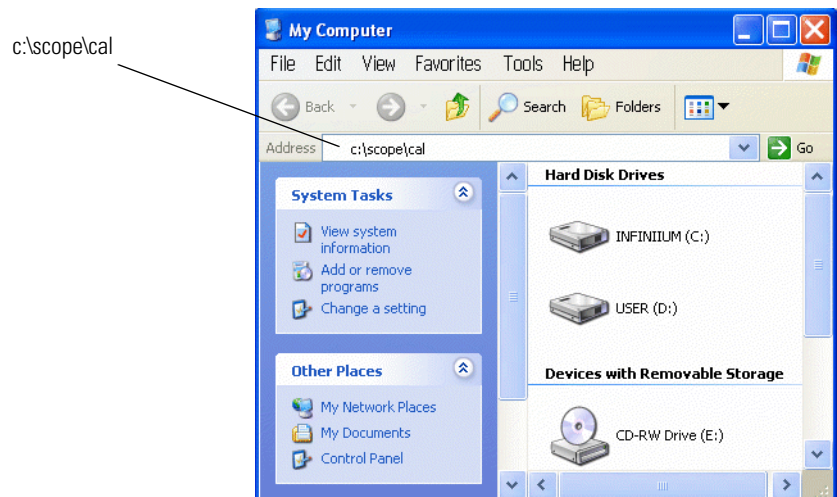 c:\scope\cal
My Computer
File Edit View Favorites Tools Help
Back Search Folders
Address c:\scope\cal Go
System Tasks
View system
information
Add or remove
programs
Change a setting
Other Places
My Network Places
My Documents
Control Panel
Hard Disk Drives
INFINIIUM (C:)
USER (D:)
Devices with Removable Storage
CD-RW Drive (E:)